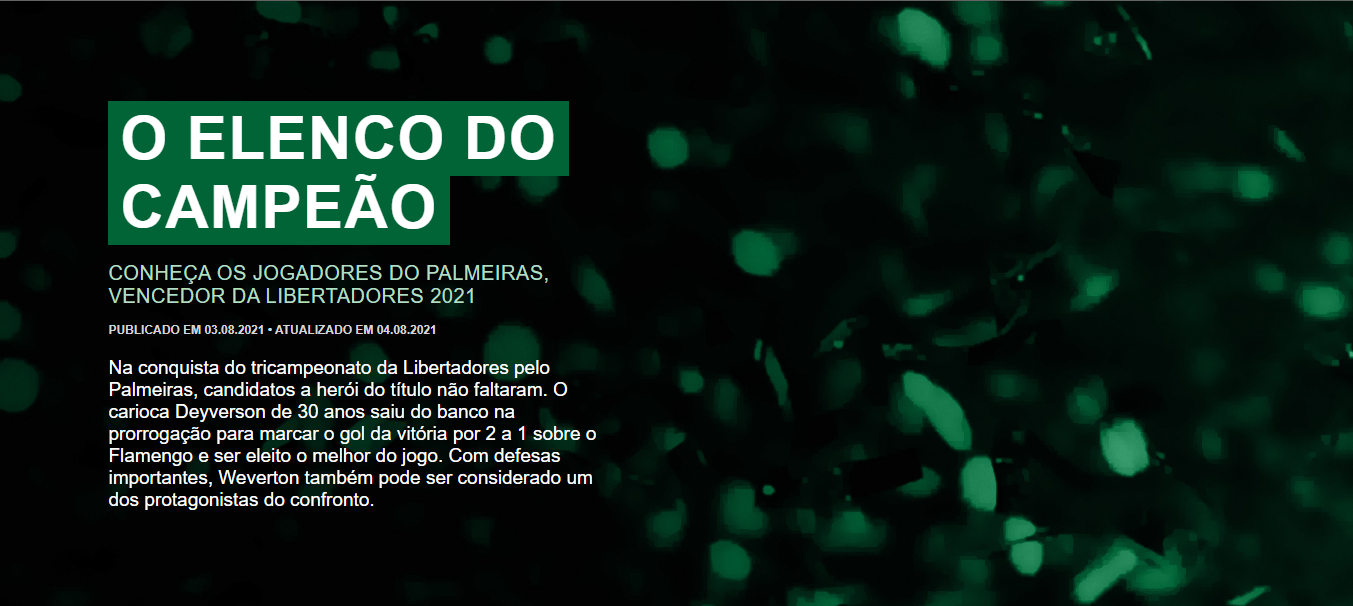 O ELENCO DO
CAMPEÃO
CONHEÇA OS JOGADORES DO PALMEIRAS,
VENCEDOR DA LIBERTADORES 2021
PUBLICADO EM 03.08.2021 • ATUALIZADO EM 04.08.2021
Na conquista do tricampeonato da Libertadores pelo
Palmeiras, candidatos a herói do título não faltaram. O
carioca Deyverson de 30 anos saiu do banco na
prorrogação para marcar o gol da vitória por 2 a 1 sobre o
Flamengo e ser eleito o melhor do jogo. Com defesas
importantes, Weverton também pode ser considerado um
dos protagonistas do confronto.